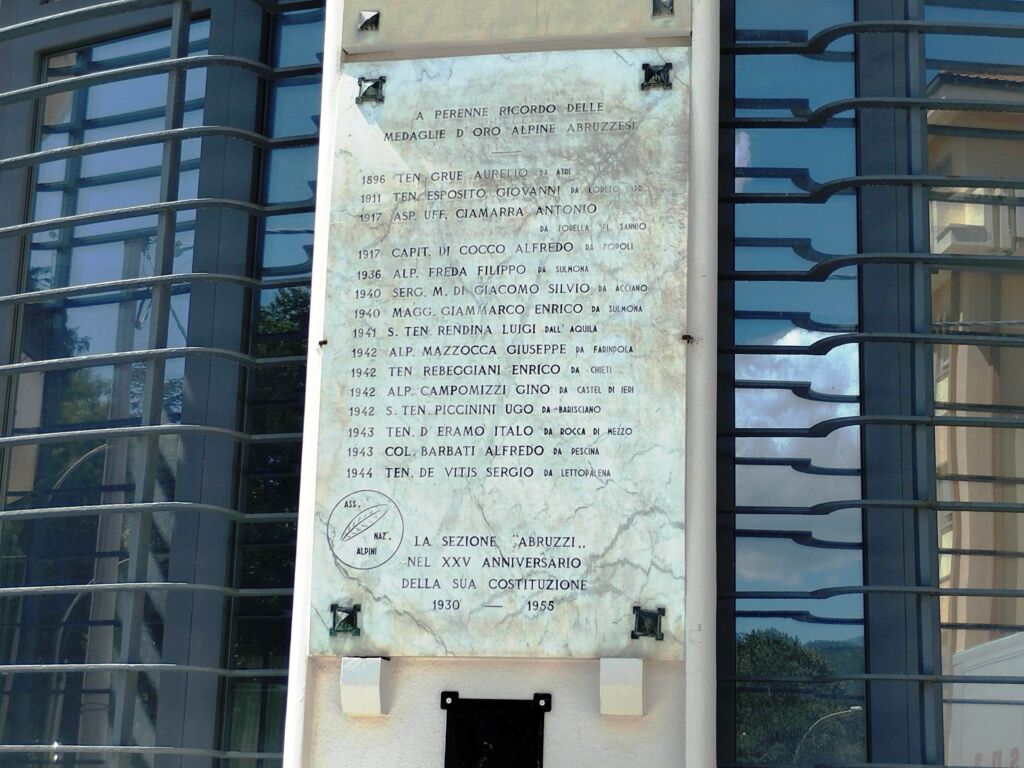 A PERENNE RICORDO DELLE
MEDAGLIE D'ORO ALPINE ABRUZZESI
1896 TEN. GRUE AURELIO DA ATRI
1911 TEN. ESPOSITO GIOVANNI DA LORETO APR.
1917 ASP. UFF. CIAMARRA ANTONIO
DA TORELLA DEL SANNIO
1917 CAPIT. DI COCCO ALFREDO DA POPOLI
1936 ALP. FREDA FILIPPO DA SULMONA
1940 SERG. M. DI GIACOMO SILVIO DA ACCIANO
1940 MAGG. GIAMMARCO ENRICO DA SULMONA
1941 S. TEN. RENDINA LUIGI DALL'AQUILA
1942 ALP. MAZZOCCA GIUSEPPE DA FARINDOLA
1942 TEN. REBEGGIANI ENRICO DA CHIETI
1942 ALP. CAMPOMIZZI GINO DA CASTEL DI IERI
1942 S. TEN. PICCININI UGO DA BARISCIANO
1943 TEN. D ERAMO ITALO DA ROCCA DI MEZZO
1943 COL. BARBATI ALFREDO DA PESCINA
1944 TEN. DE VITIS SERGIO DA LETTOPALENA
ASS.
NAZ.
ALPINI
LA SEZIONE "ABRUZZI,,
NEL XXV ANNIVERSARIO
DELLA SUA COSTITUZIONE
1930 — 1955